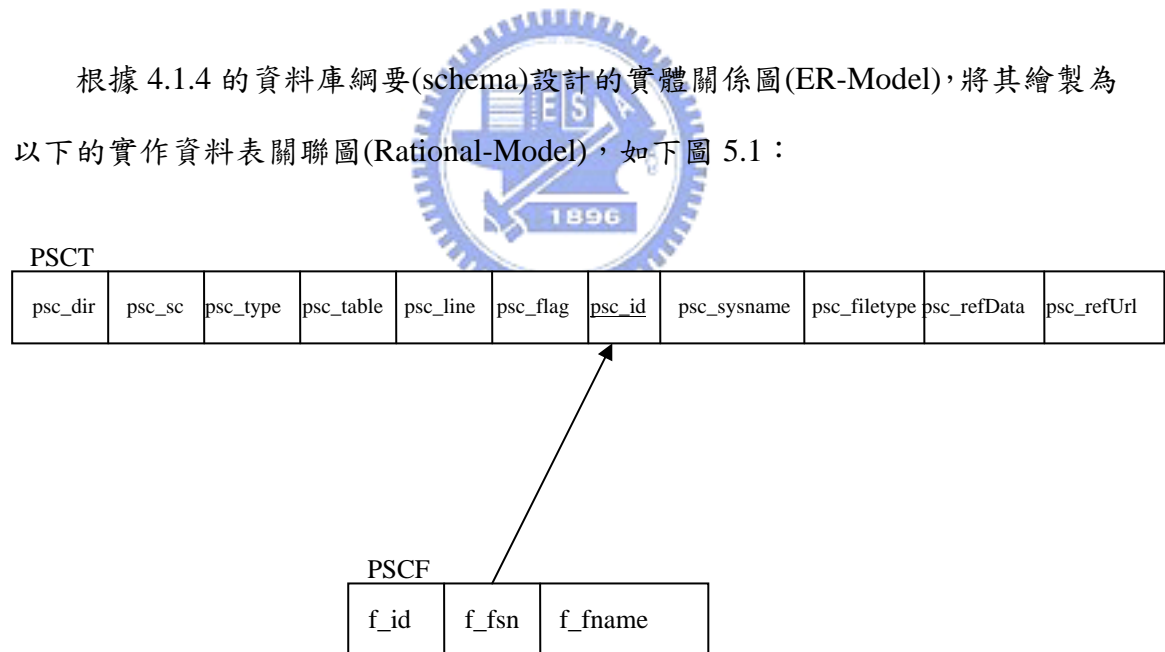 根據 4.1.4 的資料庫綱要(schema)設計的實體關係圖(ER-Model)，將其繪製為
以下的實作資料表關聯圖(Rational-Model)，如下圖 5.1：
ESA
1896
PSCT
psc_dir psc_sc psc_type psc_table psc_line psc_flag psc_id psc_sysname psc_filetype psc_refData psc_refUrl
PSCF
f_id f_fsn f_fname